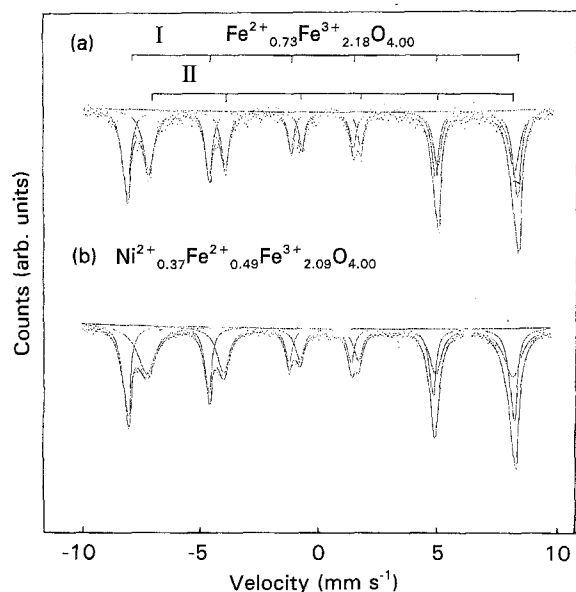 (a) I Fe²⁺₀.₇₃Fe³⁺₂.₁₈O₄.₀₀
II
(b) Ni²⁺₀.₃₇Fe²⁺₀.₄₉Fe³⁺₂.₀₉O₄.₀₀
Counts (arb. units)
-10 -5 0 5 10
Velocity (mm s⁻¹)